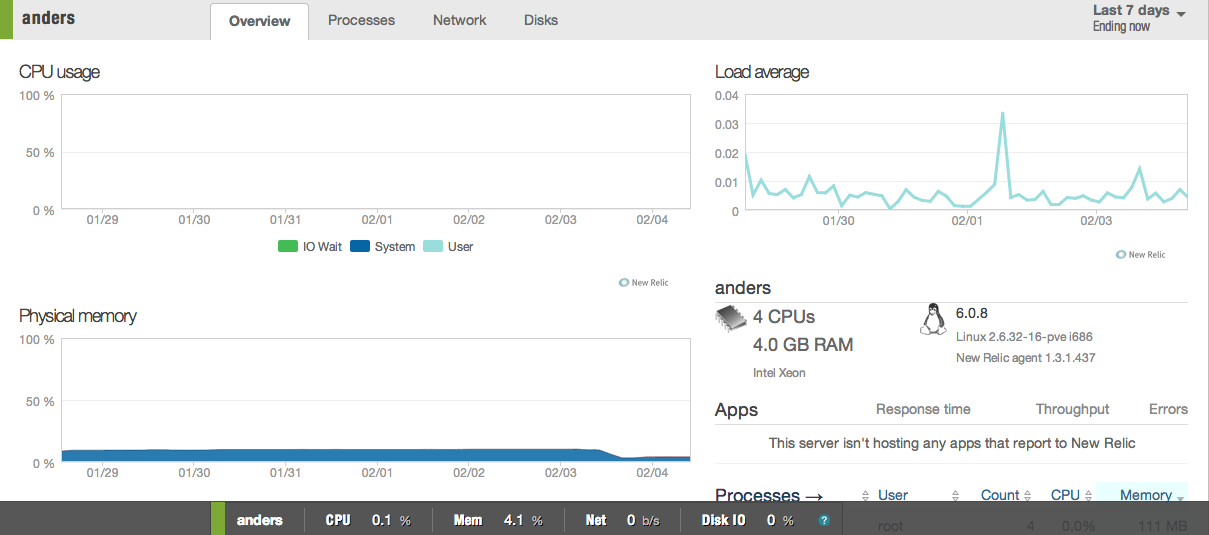 anders Overview Processes Network Disks Last 7 days
Ending now
CPU usage
100 %
50 %
0 %
01/29 01/30 01/31 02/01 02/02 02/03 02/04
IO Wait System User
New Relic
Load average
0.04
0.03
0.02
0.01
0
01/30 02/01 02/03
New Relic
Physical memory
100 %
50 %
0 %
01/29 01/30 01/31 02/01 02/02 02/03 02/04
anders
4 CPUs
4.0 GB RAM
Intel Xeon
6.0.8
Linux 2.6.32-16-pve i686
New Relic agent 1.3.1.437
Apps Response time Throughput Errors
This server isn't hosting any apps that report to New Relic
Processes → User Count CPU Memory
root 4 0.0% 111 MB
anders CPU 0.1 % Mem 4.1 % Net 0 b/s Disk IO 0 % ?